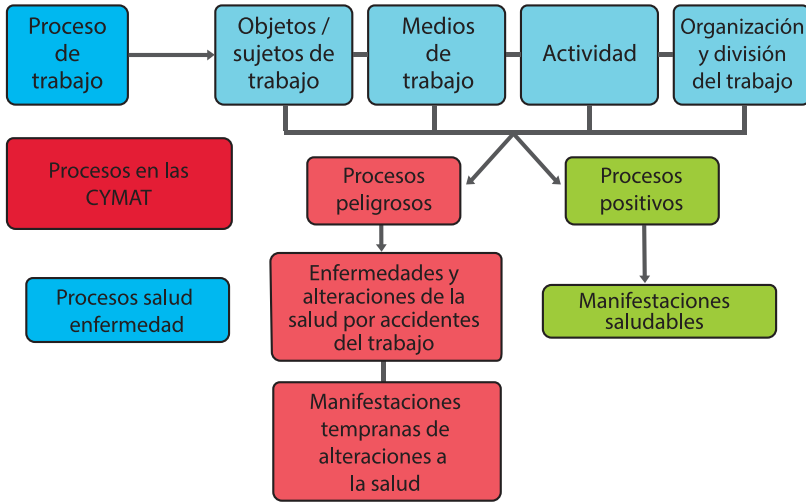 Proceso
de
trabajo
Objetos /
sujetos de
trabajo
Medios
de
trabajo
Actividad
Organización
y división
del trabajo
Procesos en las
CYMAT
Procesos
peligrosos
Procesos
positivos
Procesos salud
enfermedad
Enfermedades y
alteraciones de la
salud por accidentes
del trabajo
Manifestaciones
saludables
Manifestaciones
tempranas de
alteraciones a
la salud